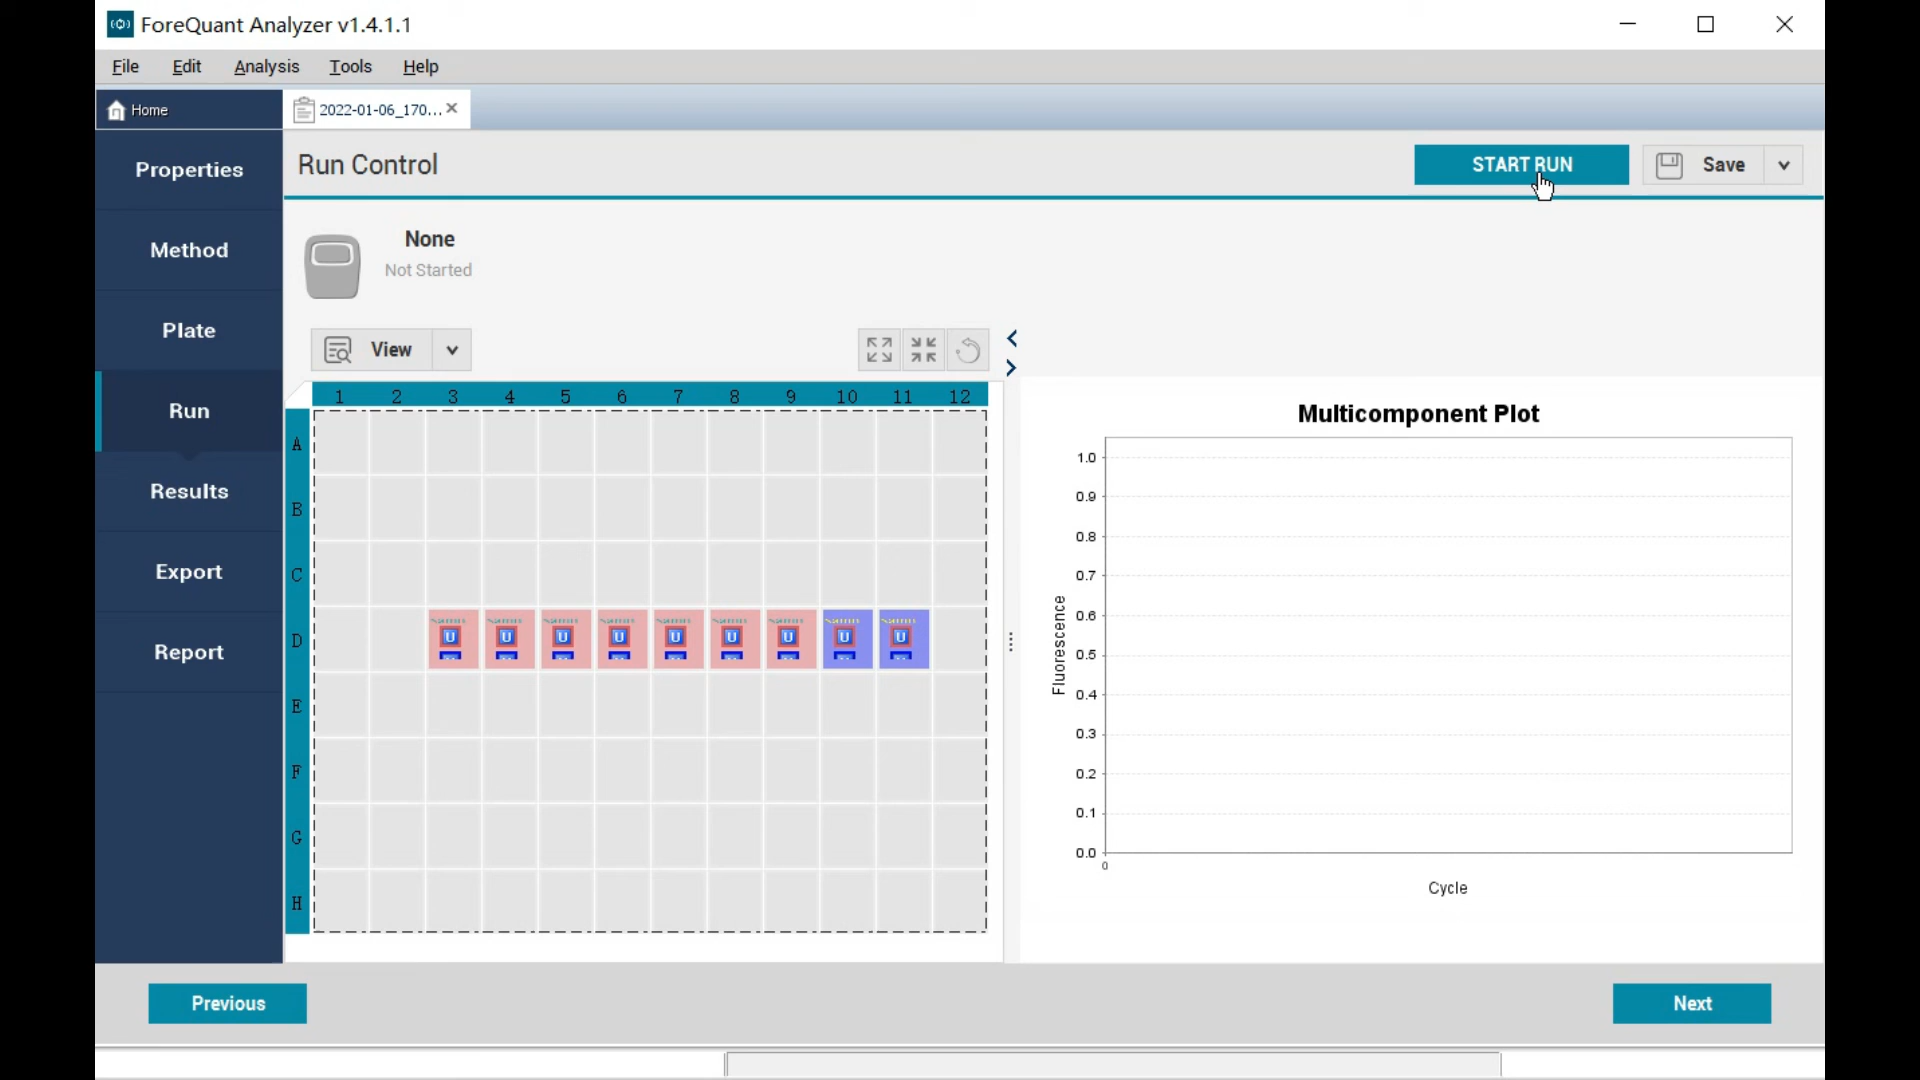 ForeQuant Analyzer v1.4.1.1
File Edit Analysis Tools Help
Home 2022-01-06_170...
Properties
Method
Plate
Run
Results
Export
Report
Run Control
START RUN
Save
None
Not Started
View
1 2 3 4 5 6 7 8 9 10 11 12
A
B
C
D
U U U U U U U U U
E
F
G
H
Multicomponent Plot
1.0
0.9
0.8
0.7
0.6
0.5
0.4
0.3
0.2
0.1
0.0
0
Fluorescence
Cycle
Previous
Next